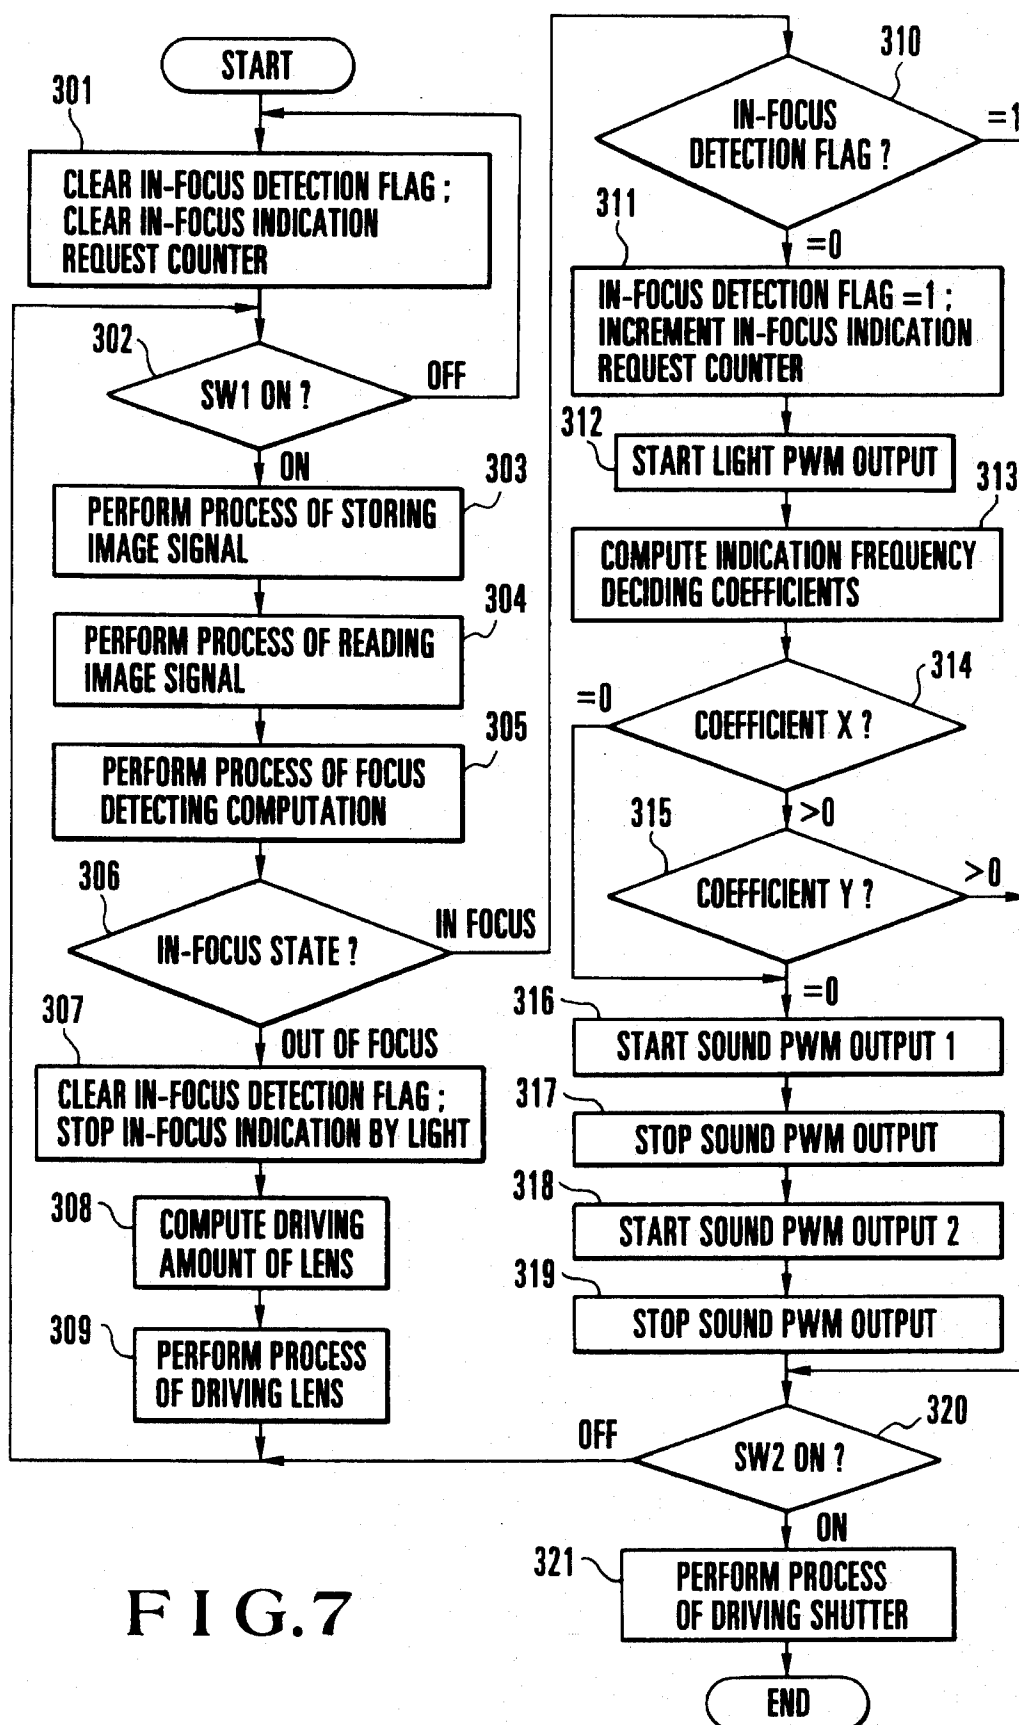 START
301
CLEAR IN-FOCUS DETECTION FLAG ;
CLEAR IN-FOCUS INDICATION
REQUEST COUNTER
302
SW1 ON ?
OFF
ON
303
PERFORM PROCESS OF STORING
IMAGE SIGNAL
304
PERFORM PROCESS OF READING
IMAGE SIGNAL
305
PERFORM PROCESS OF FOCUS
DETECTING COMPUTATION
306
IN-FOCUS STATE ?
IN FOCUS
OUT OF FOCUS
307
CLEAR IN-FOCUS DETECTION FLAG ;
STOP IN-FOCUS INDICATION BY LIGHT
308
COMPUTE DRIVING
AMOUNT OF LENS
309
PERFORM PROCESS
OF DRIVING LENS
310
IN-FOCUS
DETECTION FLAG ?
=1
=0
311
IN-FOCUS DETECTION FLAG =1 ;
INCREMENT IN-FOCUS INDICATION
REQUEST COUNTER
312
START LIGHT PWM OUTPUT
313
COMPUTE INDICATION FREQUENCY
DECIDING COEFFICIENTS
314
COEFFICIENT X ?
=0
>0
315
COEFFICIENT Y ?
>0
=0
316
START SOUND PWM OUTPUT 1
317
STOP SOUND PWM OUTPUT
318
START SOUND PWM OUTPUT 2
319
STOP SOUND PWM OUTPUT
320
SW2 ON ?
OFF
ON
321
PERFORM PROCESS
OF DRIVING SHUTTER
END
FIG.7